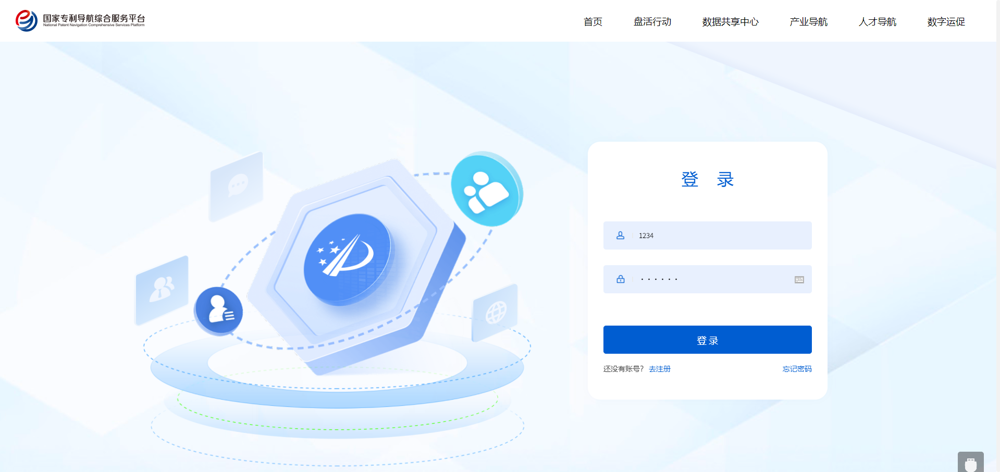 国家专利导航综合服务平台
National Patent Navigation Comprehensive Services Platform
首页 盘活行动 数据共享中心 产业导航 人才导航 数字运促
登 录
1234
······
登录
还没有账号？ 去注册 忘记密码